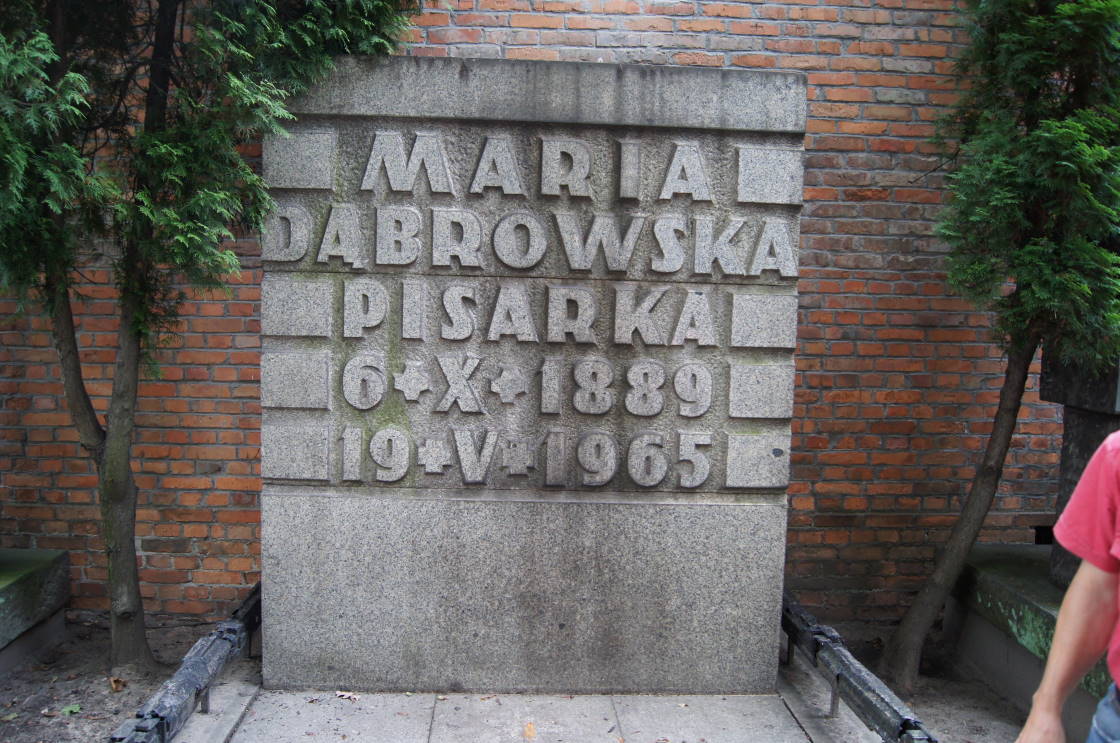 MARIA
DĄBROWSKA
PISARKA
6 + X + 1889
19 + V + 1965